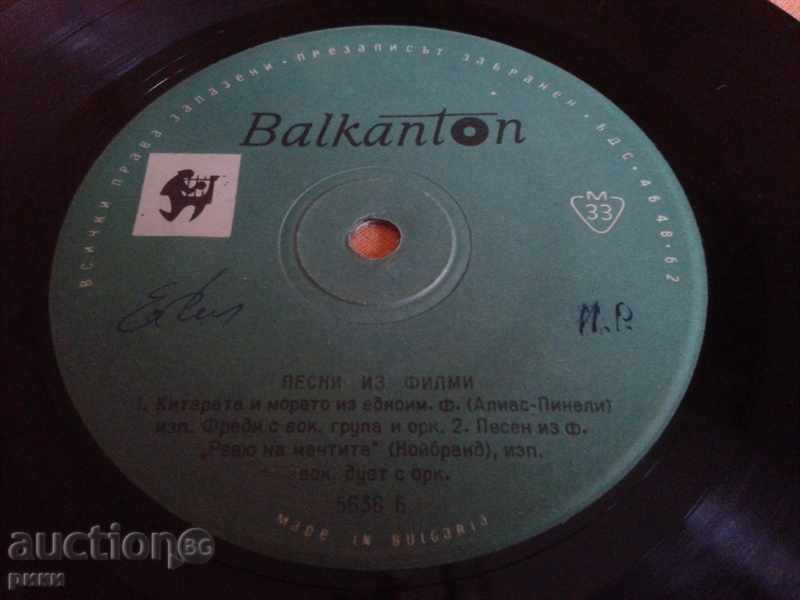 ВСИЧКИ ПРАВА ЗАПАЗЕНИ · ПРЕЗАПИСЪТ ЗАБРАНЕН · БДС · 4648 · 62
Balkanton
М
33
П.Р.
ПЕСНИ ИЗ ФИЛМИ
1. Китарата и морето из едноим. ф. (Алиас-Пинели)
изп. Фреди с вок. група и орк. 2. Песен из ф.
„Ревю на мечтите" (Нойбранд), изп.
вок. дует с орк.
5636 Б
MADE IN BULGARIA
auction BG
рики